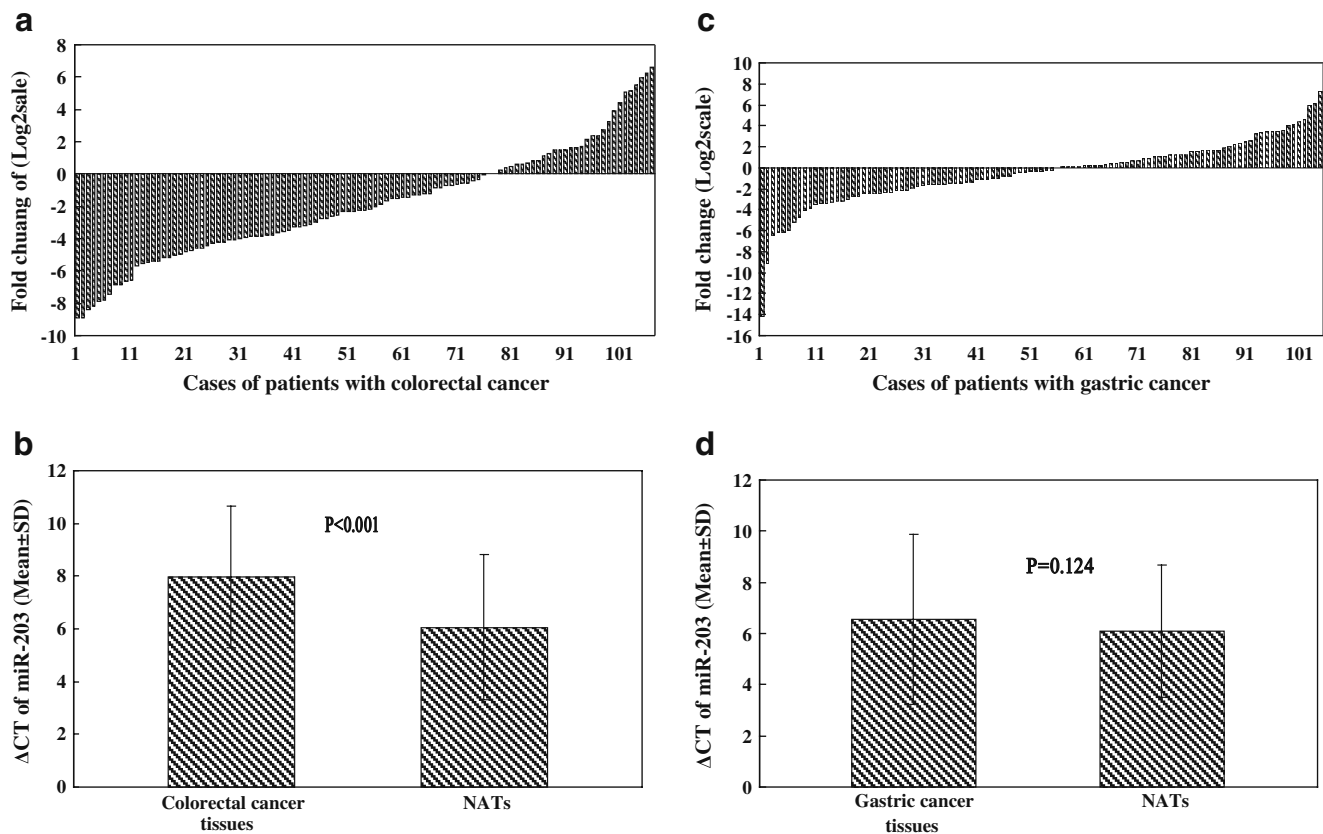 a
Fold chuang of (Log2sale)
8
6
4
2
0
-2
-4
-6
-8
-10
1 11 21 31 41 51 61 71 81 91 101
Cases of patients with colorectal cancer
c
Fold change (Log2scale)
10
8
6
4
2
0
-2
-4
-6
-8
-10
-12
-14
-16
1 11 21 31 41 51 61 71 81 91 101
Cases of patients with gastric cancer
b
ΔCT of miR-203 (Mean±SD)
12
10
8
6
4
2
0
P<0.001
Colorectal cancer
tissues
NATs
d
ΔCT of miR-203 (Mean±SD)
12
10
8
6
4
2
0
P=0.124
Gastric cancer
tissues
NATs